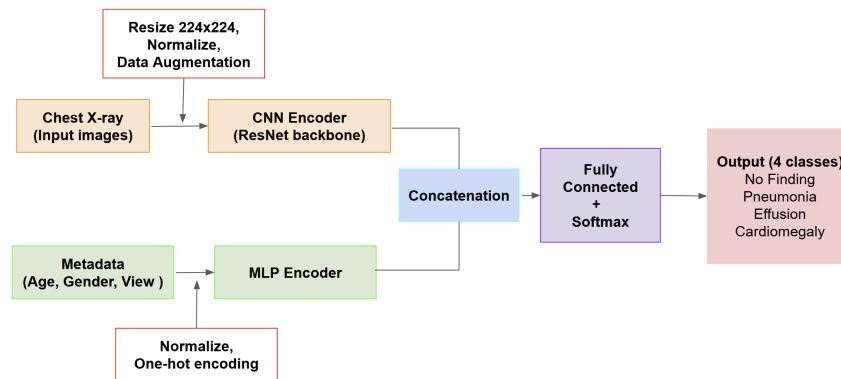 Resize 224x224,
Normalize,
Data Augmentation
Chest X-ray
(Input images)
CNN Encoder
(ResNet backbone)
Concatenation
Fully
Connected
+
Softmax
Output (4 classes)
No Finding
Pneumonia
Effusion
Cardiomegaly
Metadata
(Age, Gender, View )
MLP Encoder
Normalize,
One-hot encoding